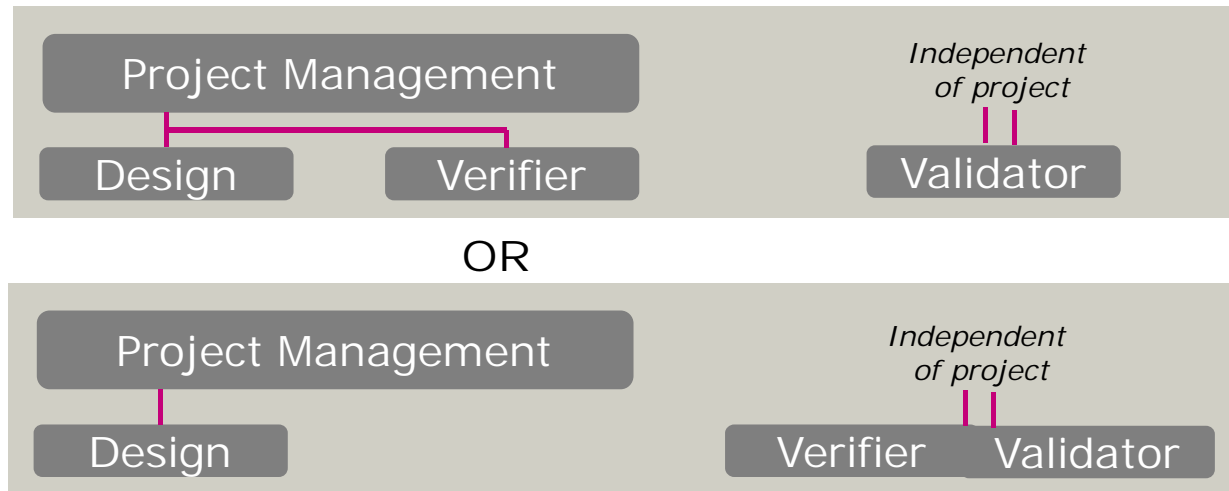 Project Management
Independent
of project
Design
Verifier
Validator
OR
Project Management
Independent
of project
Design
Verifier
Validator